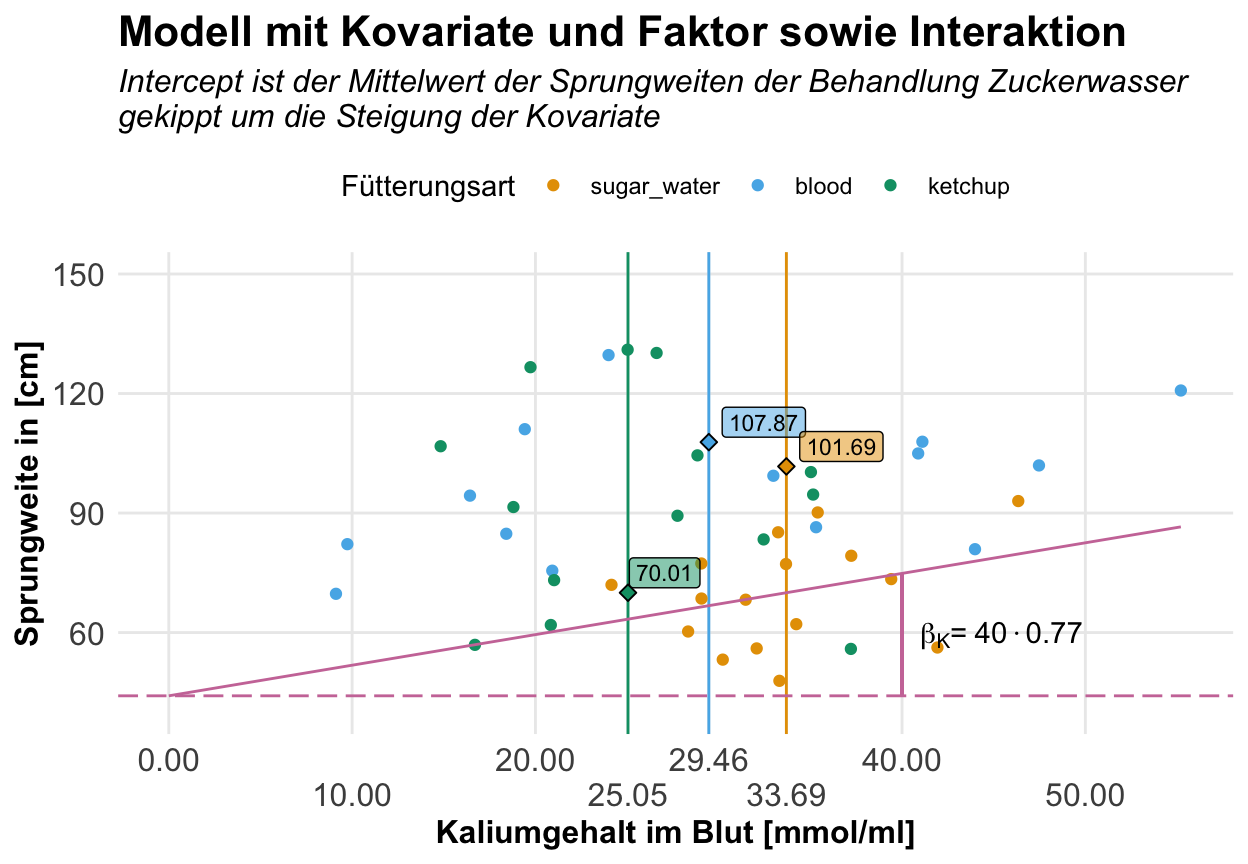 Modell mit Kovariate und Faktor sowie Interaktion
Intercept ist der Mittelwert der Sprungweiten der Behandlung Zuckerwasser
gekippt um die Steigung der Kovariate
Fütterungsart sugar_water blood ketchup
Sprungweite in [cm]
150
120
90
60
107.87
101.69
70.01
βK= 40 · 0.77
0.00 20.00 29.46 40.00
10.00 25.05 33.69 50.00
Kaliumgehalt im Blut [mmol/ml]